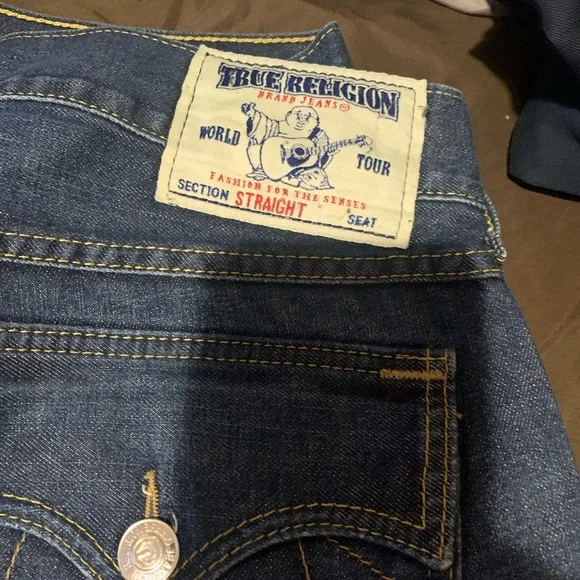 TRUE RELIGION
BRAND JEANS®
WORLD TOUR
FASHION FOR THE SENSES
SECTION STRAIGHT SEAT